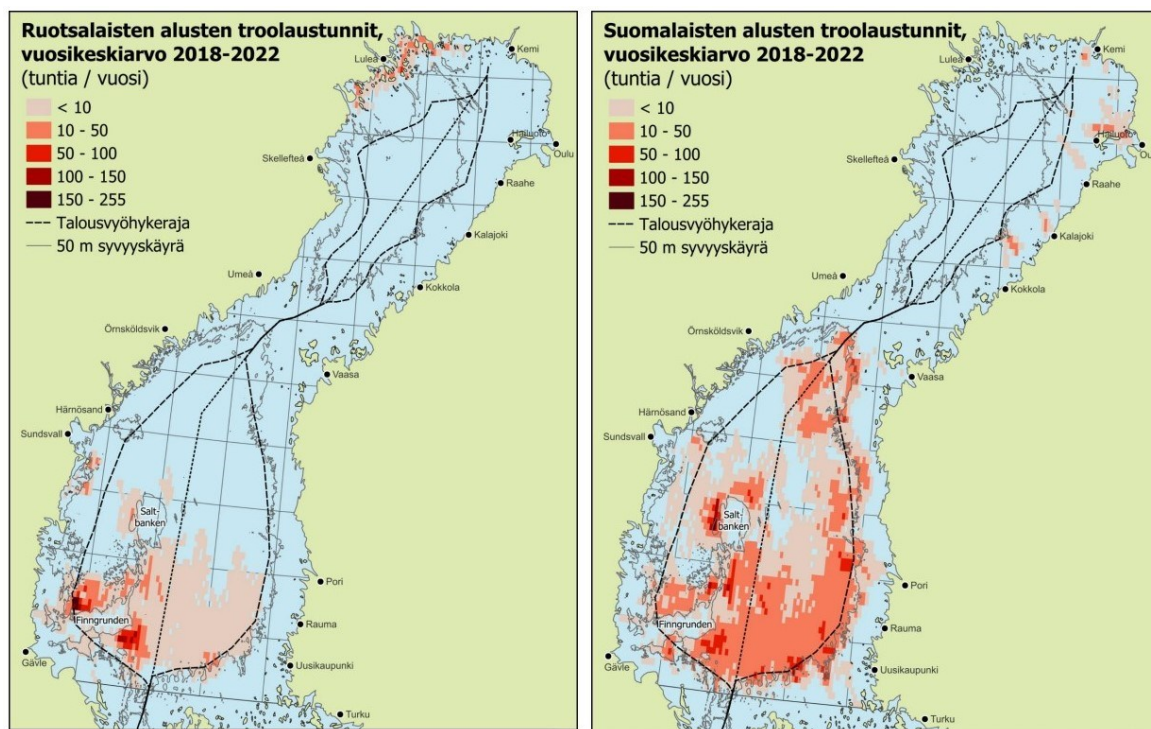 Ruotsalaisten alusten troolaustunnit,
vuosikeskiarvo 2018-2022
(tuntia / vuosi)
< 10
10 - 50
50 - 100
100 - 150
150 - 255
Talousvyöhykeraja
50 m syvyyskäyrä
Kemi
Luleå
Hailuoto
Oulu
Skellefteå
Raahe
Kalajoki
Umeå
Kokkola
Örnsköldsvik
Vaasa
Härnösand
Sundsvall
Salt-
banken
Pori
Finngrunden
Rauma
Gävle
Uusikaupunki
Turku
Suomalaisten alusten troolaustunnit,
vuosikeskiarvo 2018-2022
(tuntia / vuosi)
< 10
10 - 50
50 - 100
100 - 150
150 - 255
Talousvyöhykeraja
50 m syvyyskäyrä
Kemi
Luleå
Hailuoto
Oulu
Skellefteå
Raahe
Kalajoki
Umeå
Kokkola
Örnsköldsvik
Vaasa
Härnösand
Sundsvall
Salt-
banken
Pori
Finngrunden
Rauma
Gävle
Uusikaupunki
Turku